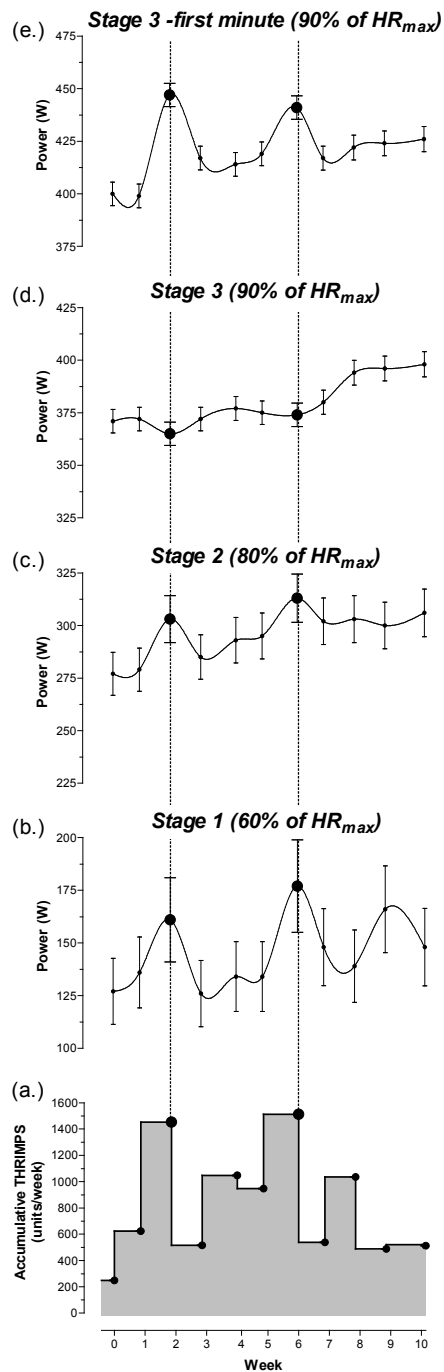 (e.) Stage 3 -first minute (90% of HRmax)
475
450
425
400
375
Power (W)
(d.) Stage 3 (90% of HRmax)
425
400
375
350
325
Power (W)
(c.) Stage 2 (80% of HRmax)
325
300
275
250
225
Power (W)
(b.) Stage 1 (60% of HRmax)
200
175
150
125
100
Power (W)
(a.)
1600
1400
1200
1000
800
600
400
200
0
Accumulative THRIMPS
(units/week)
0 1 2 3 4 5 6 7 8 9 10
Week